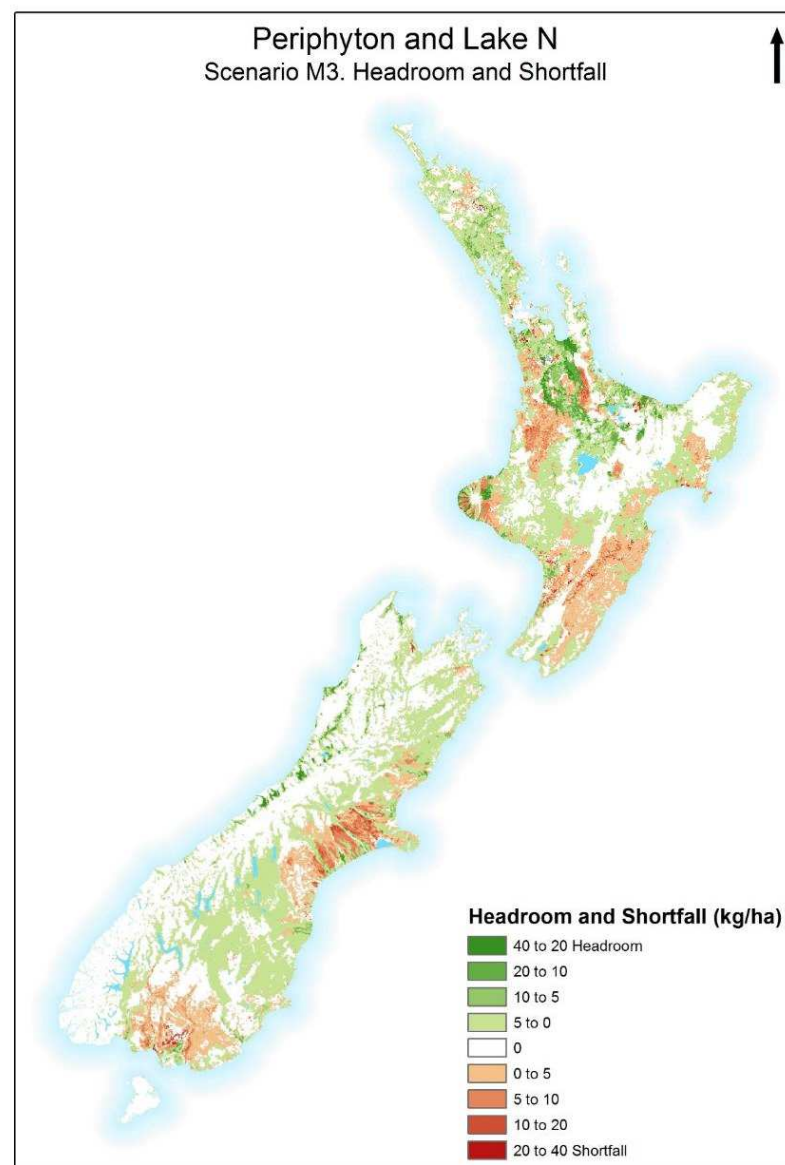 Periphyton and Lake N
Scenario M3. Headroom and Shortfall
Headroom and Shortfall (kg/ha)
40 to 20 Headroom
20 to 10
10 to 5
5 to 0
0
0 to 5
5 to 10
10 to 20
20 to 40 Shortfall